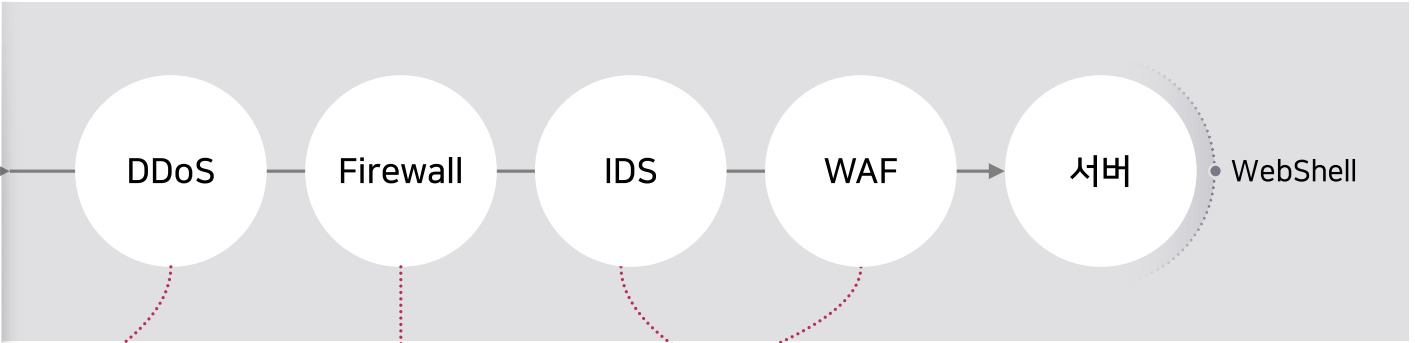 DDoS
Firewall
IDS
WAF
서버
WebShell